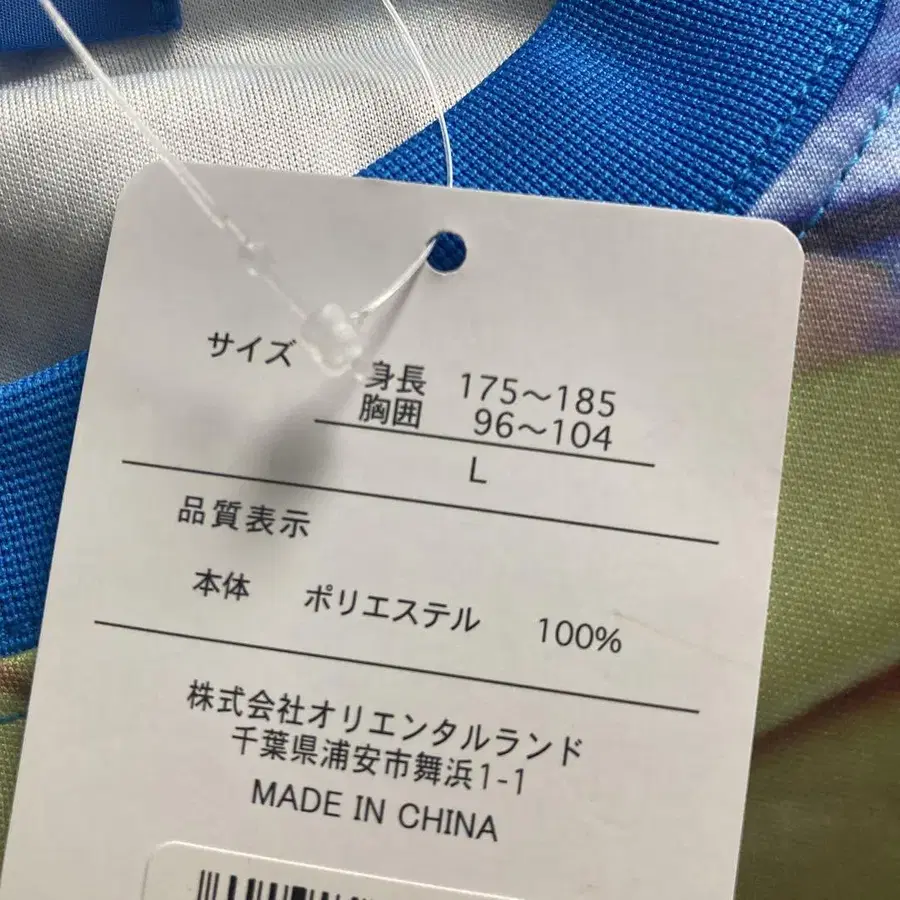 サイズ
身長 175～185
胸囲 96～104
L
品質表示
本体 ポリエステル 100%
株式会社オリエンタルランド
千葉県浦安市舞浜1-1
MADE IN CHINA